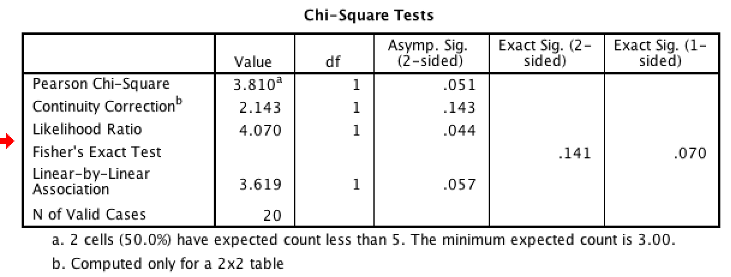 Chi-Square Tests
Value df Asymp. Sig. (2-sided) Exact Sig. (2-sided) Exact Sig. (1-sided)
Pearson Chi-Square 3.810a 1 .051
Continuity Correctionb 2.143 1 .143
Likelihood Ratio 4.070 1 .044
Fisher's Exact Test .141 .070
Linear-by-Linear Association 3.619 1 .057
N of Valid Cases 20
a. 2 cells (50.0%) have expected count less than 5. The minimum expected count is 3.00.
b. Computed only for a 2x2 table